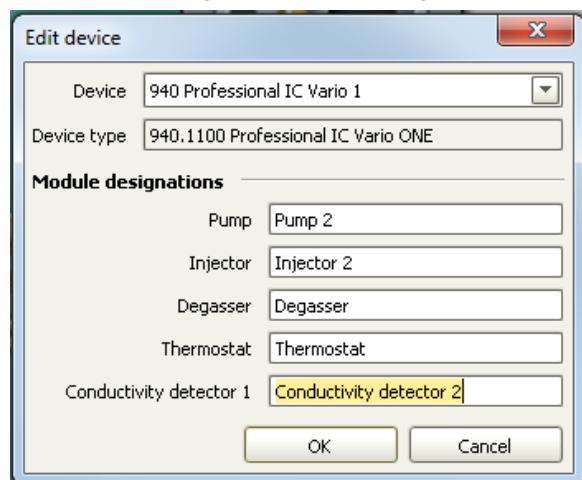 Edit device
Device 940 Professional IC Vario 1
Device type 940.1100 Professional IC Vario ONE
Module designations
Pump Pump 2
Injector Injector 2
Degasser Degasser
Thermostat Thermostat
Conductivity detector 1 Conductivity detector 2
OK Cancel